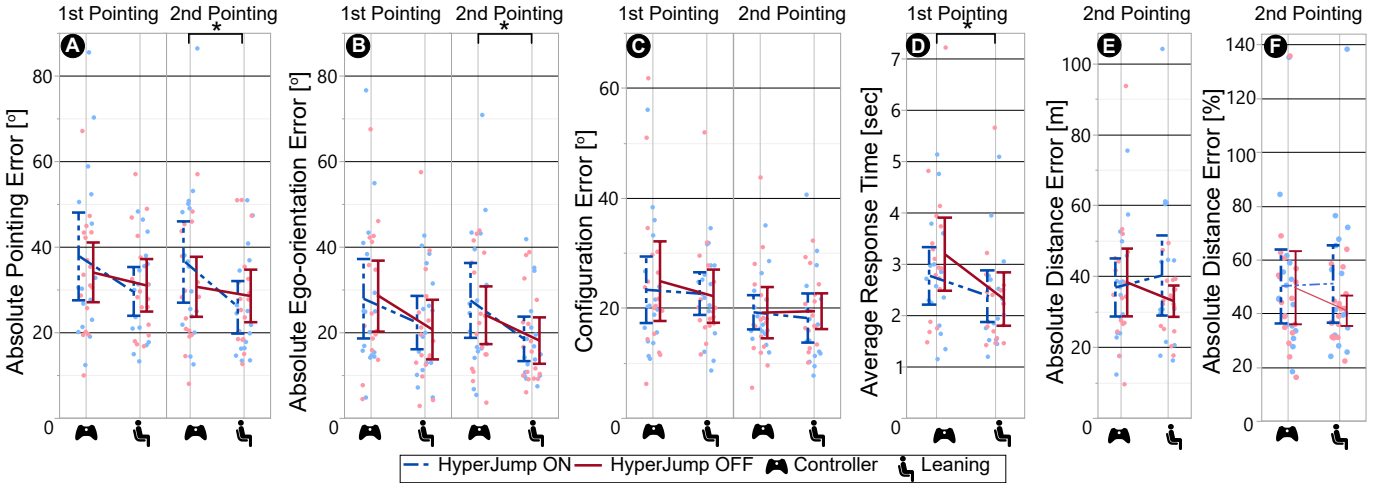 1st Pointing 2nd Pointing
*
A
Absolute Pointing Error [º]
80
60
40
20
0
1st Pointing 2nd Pointing
*
B
Absolute Ego-orientation Error [º]
80
60
40
20
0
1st Pointing 2nd Pointing
C
Configuration Error [º]
60
40
20
0
1st Pointing
*
D
Average Response Time [sec]
7
6
5
4
3
2
1
0
2nd Pointing
E
Absolute Distance Error [m]
100
80
60
40
20
0
2nd Pointing
F
Absolute Distance Error [%]
140
120
100
80
60
40
20
0
HyperJump ON HyperJump OFF Controller Leaning